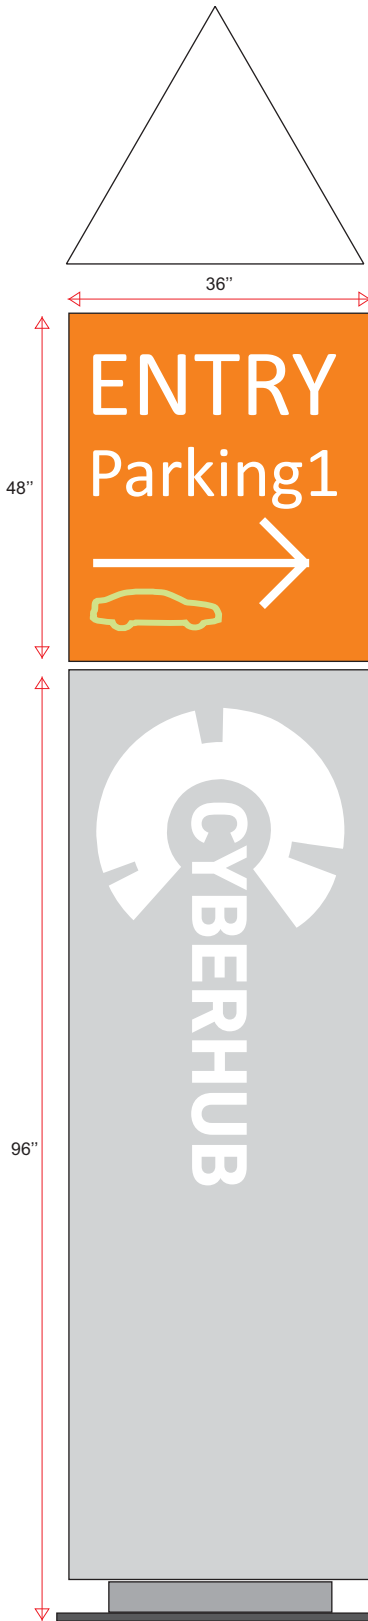 36’’
ENTRY
48’’
Parking1
CYBERHUB
96’’